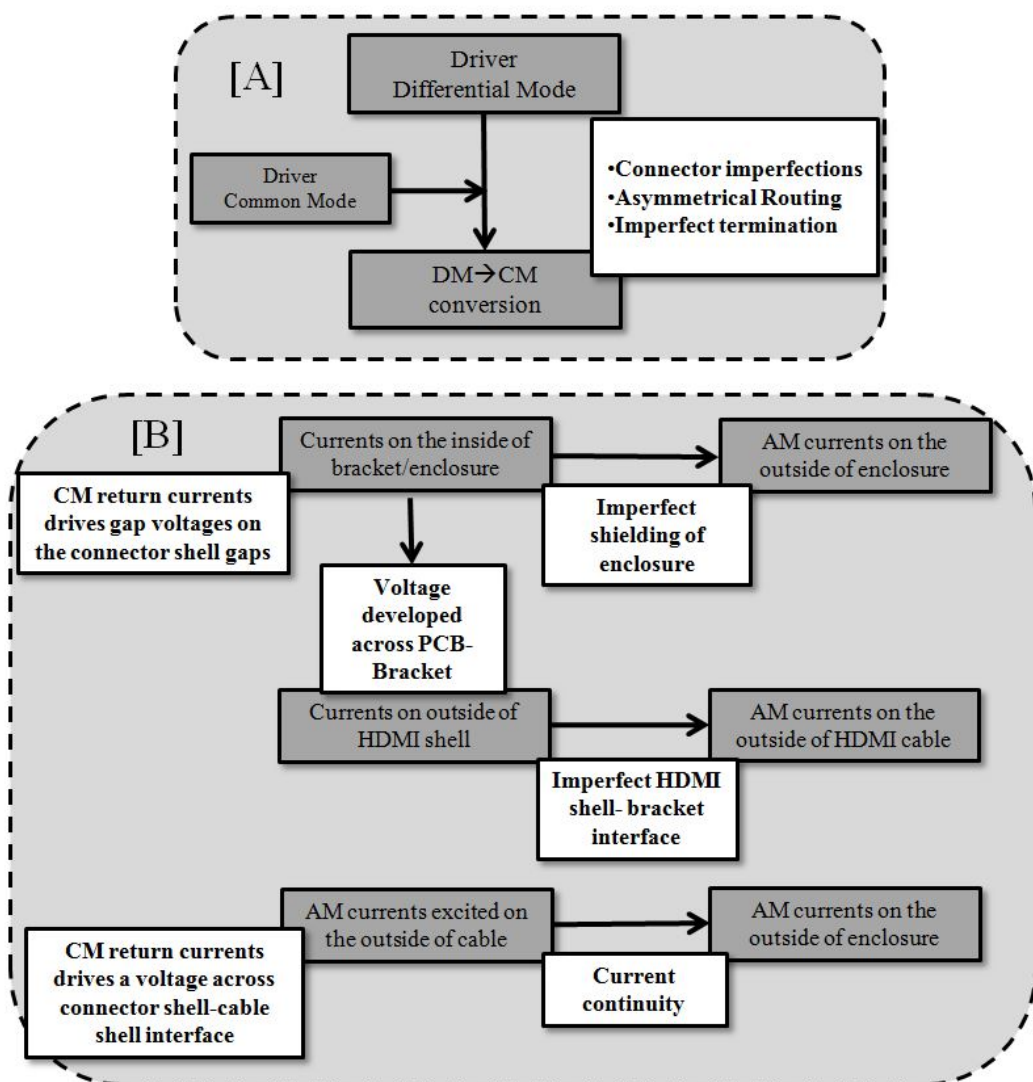 [A]
Driver
Differential Mode
•Connector imperfections
•Asymmetrical Routing
•Imperfect termination
Driver
Common Mode
DM→CM
conversion
[B]
Currents on the inside of
bracket/enclosure
AM currents on the
outside of enclosure
CM return currents
drives gap voltages on
the connector shell gaps
Imperfect
shielding of
enclosure
Voltage
developed
across PCB-
Bracket
Currents on outside of
HDMI shell
AM currents on the
outside of HDMI cable
Imperfect HDMI
shell- bracket
interface
AM currents excited on
the outside of cable
AM currents on the
outside of enclosure
CM return currents
drives a voltage across
connector shell-cable
shell interface
Current
continuity